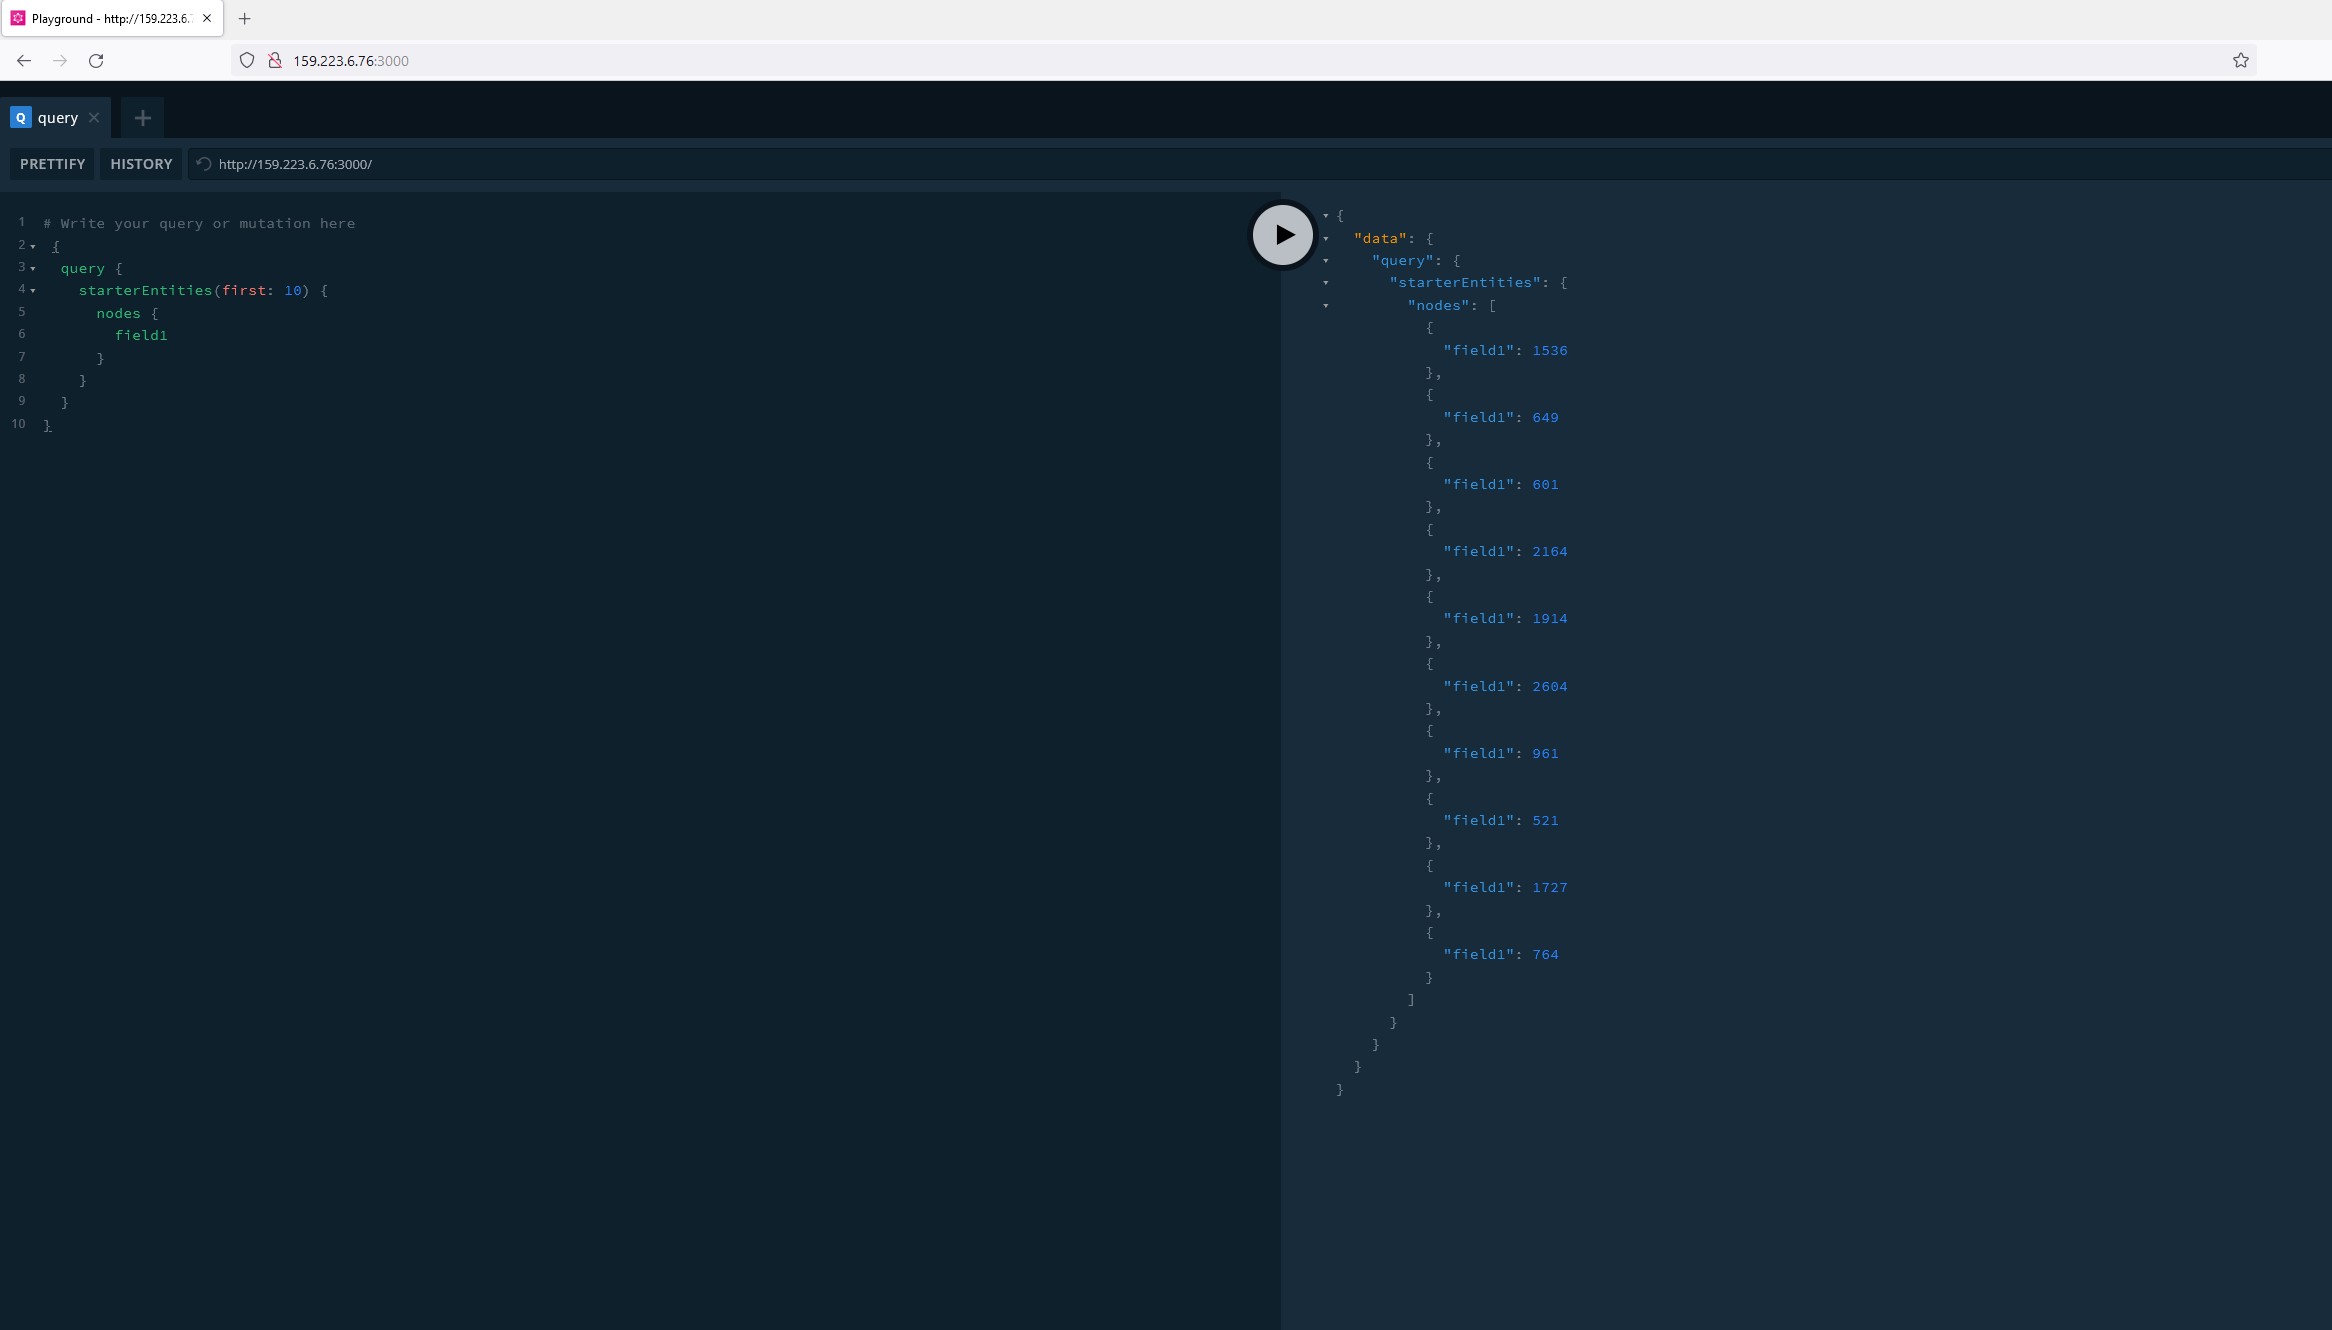 Playground - http://159.223.6.7
159.223.6.76:3000
Q query
PRETTIFY HISTORY http://159.223.6.76:3000/
1 # Write your query or mutation here
2 {
3 query {
4 starterEntities(first: 10) {
5 nodes {
6 field1
7 }
8 }
9 }
10 }
{
"data": {
"query": {
"starterEntities": {
"nodes": [
{
"field1": 1536
},
{
"field1": 649
},
{
"field1": 601
},
{
"field1": 2164
},
{
"field1": 1914
},
{
"field1": 2604
},
{
"field1": 961
},
{
"field1": 521
},
{
"field1": 1727
},
{
"field1": 764
}
]
}
}
}
}